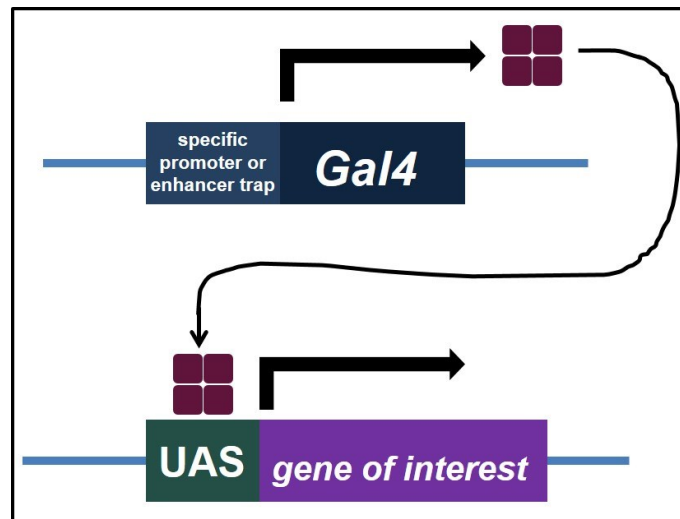 specific
promoter or
enhancer trap
Gal4
UAS
gene of interest